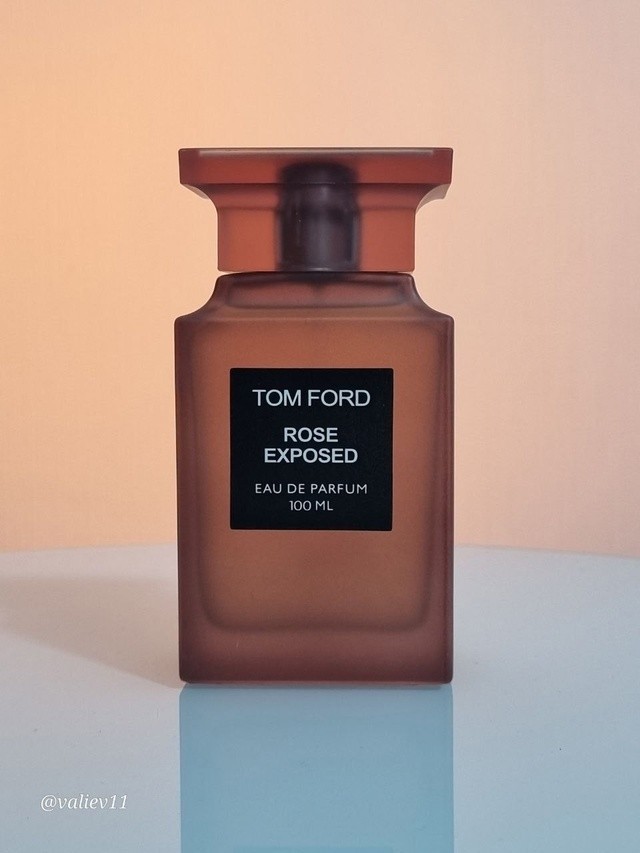 TOM FORD
ROSE
EXPOSED
EAU DE PARFUM
100 ML
@valiev11